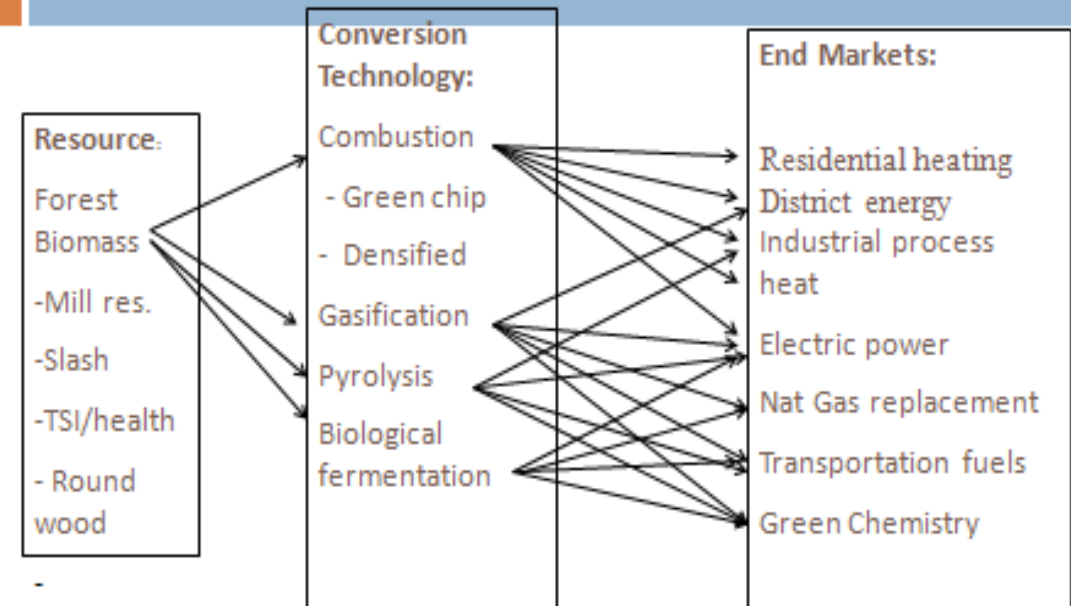 Resource:
Forest
Biomass
-Mill res.
-Slash
-TSI/health
- Round
wood
-
Conversion
Technology:
Combustion
- Green chip
- Densified
Gasification
Pyrolysis
Biological
fermentation
End Markets:
Residential heating
District energy
Industrial process
heat
Electric power
Nat Gas replacement
Transportation fuels
Green Chemistry